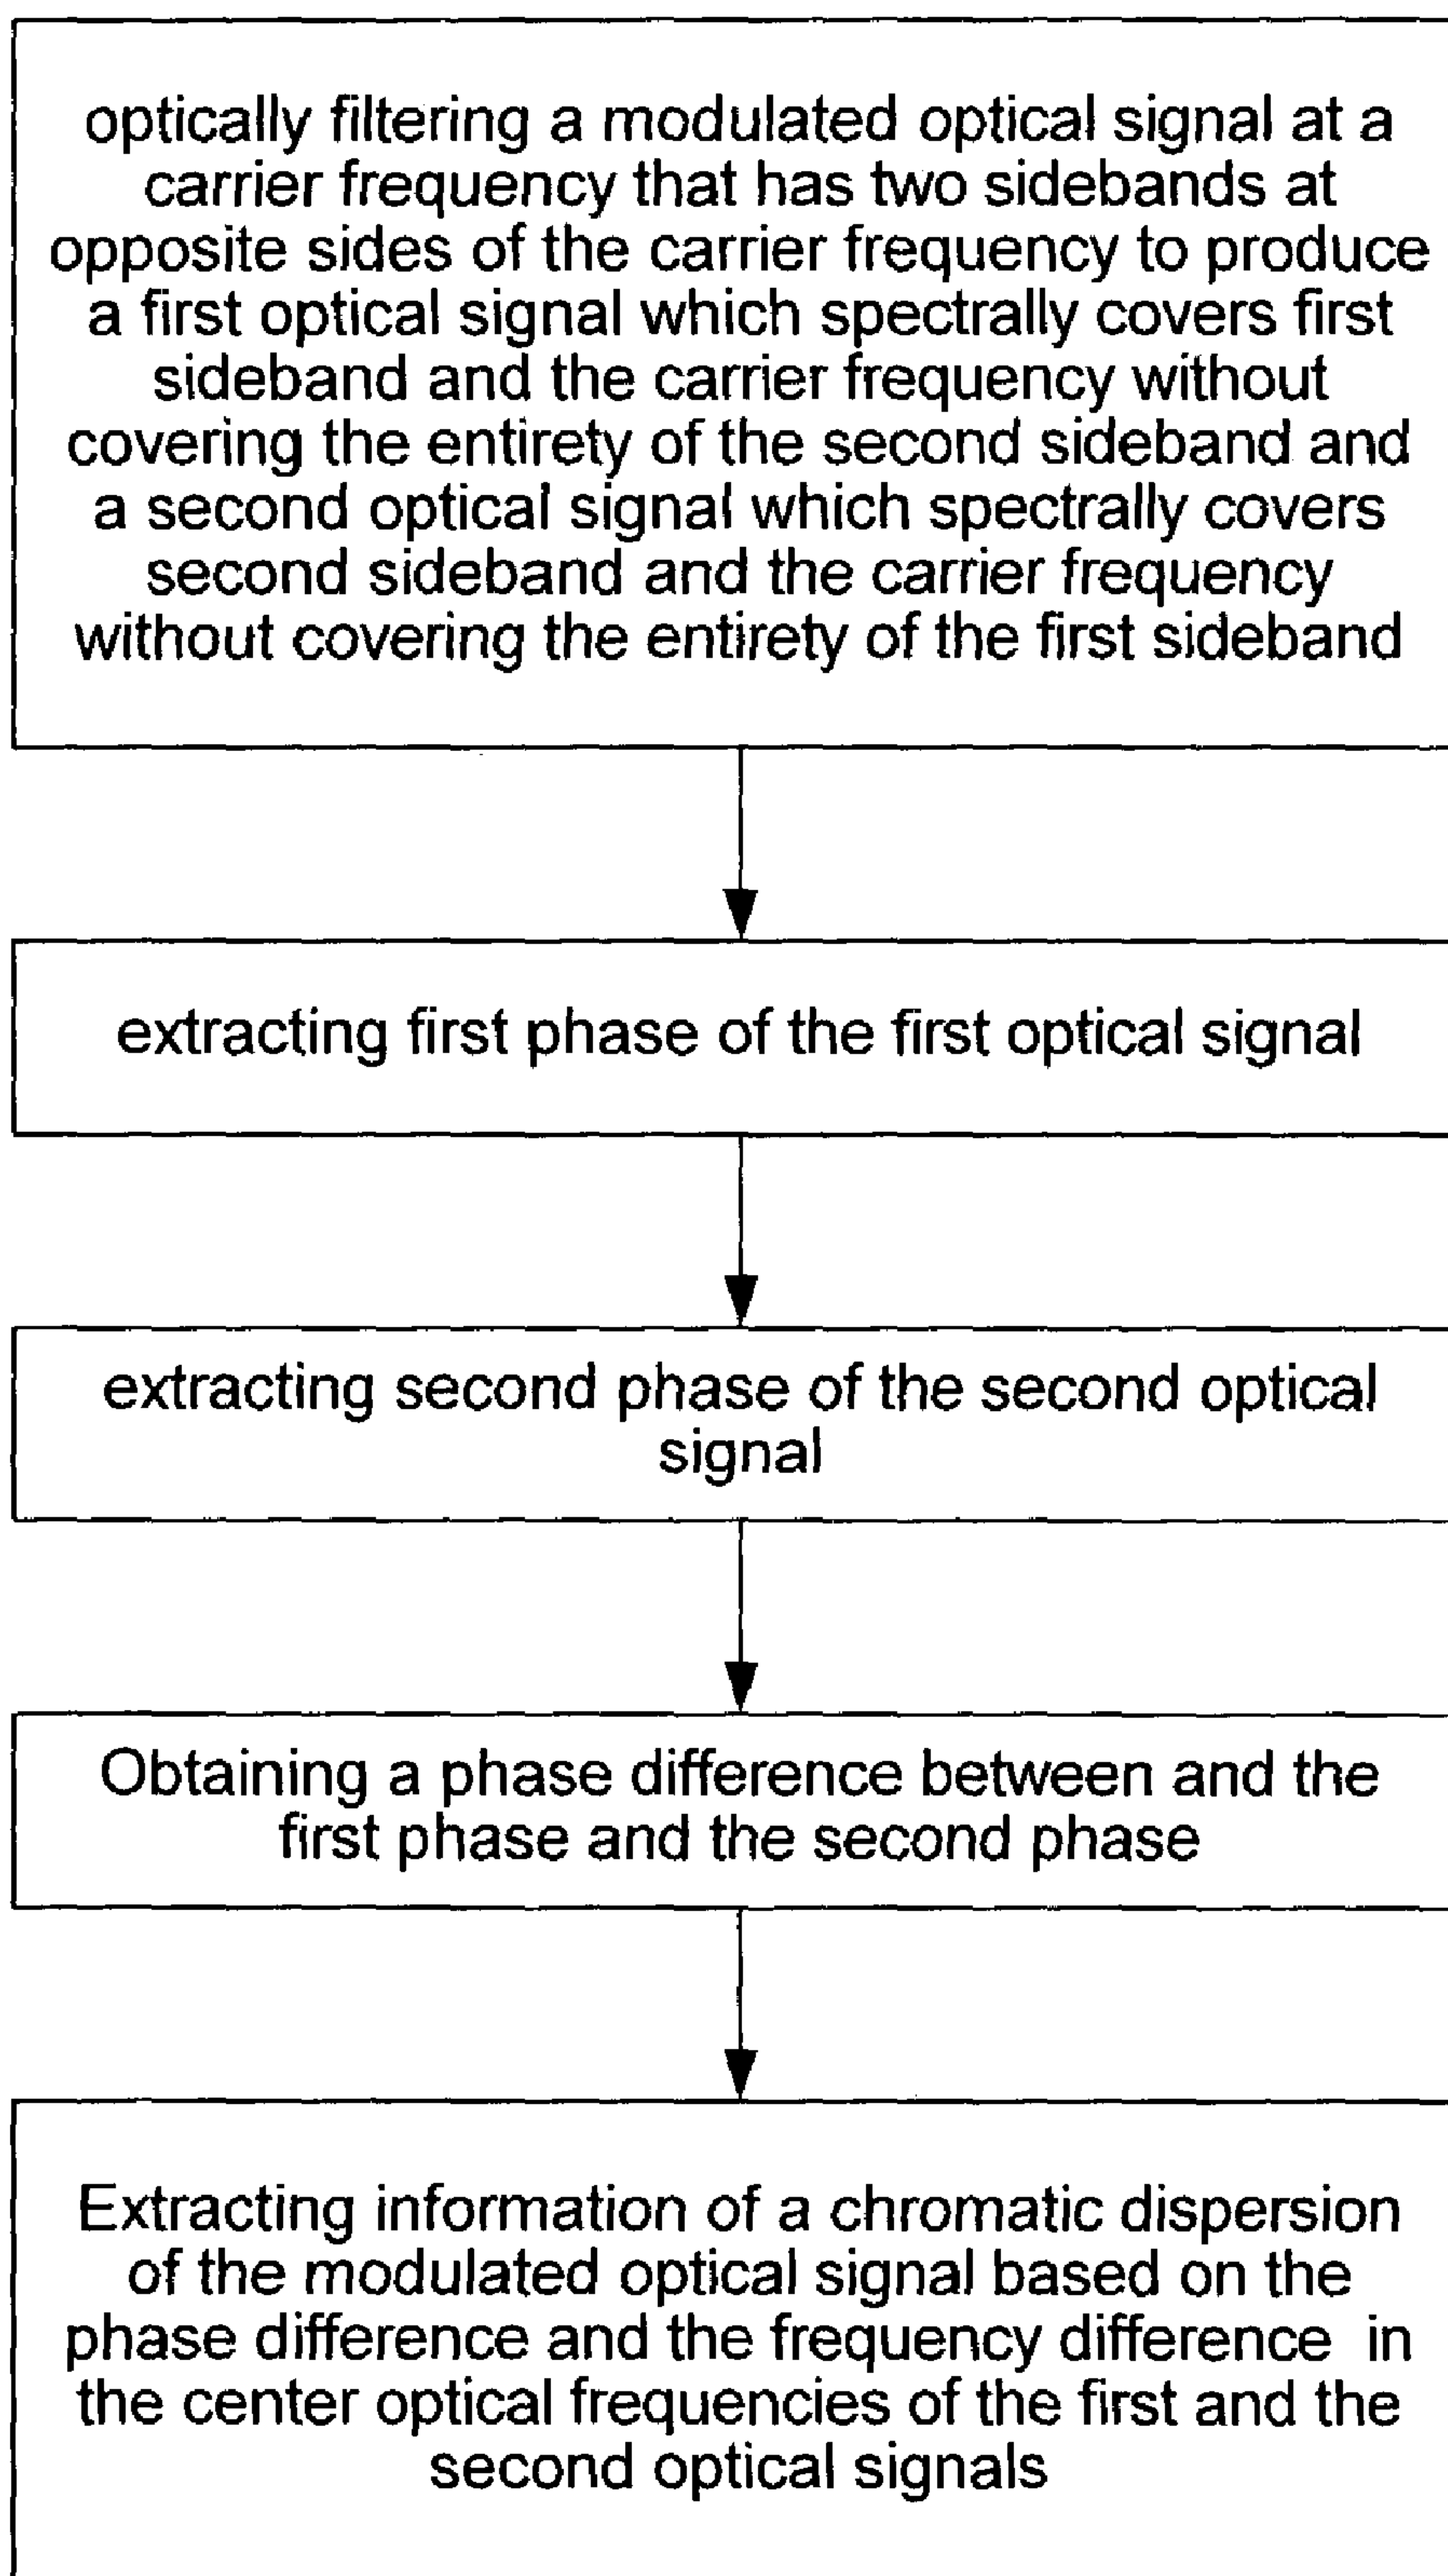 optically filtering a modulated optical signal at a
carrier frequency that has two sidebands at
opposite sides of the carrier frequency to produce
a first optical signal which spectrally covers first
sideband and the carrier frequency without
covering the entirety of the second sideband and
a second optical signal which spectrally covers
second sideband and the carrier frequency
without covering the entirety of the first sideband
extracting first phase of the first optical signal
extracting second phase of the second optical
signal
Obtaining a phase difference between and the
first phase and the second phase
Extracting information of a chromatic dispersion
of the modulated optical signal based on the
phase difference and the frequency difference in
the center optical frequencies of the first and the
second optical signals